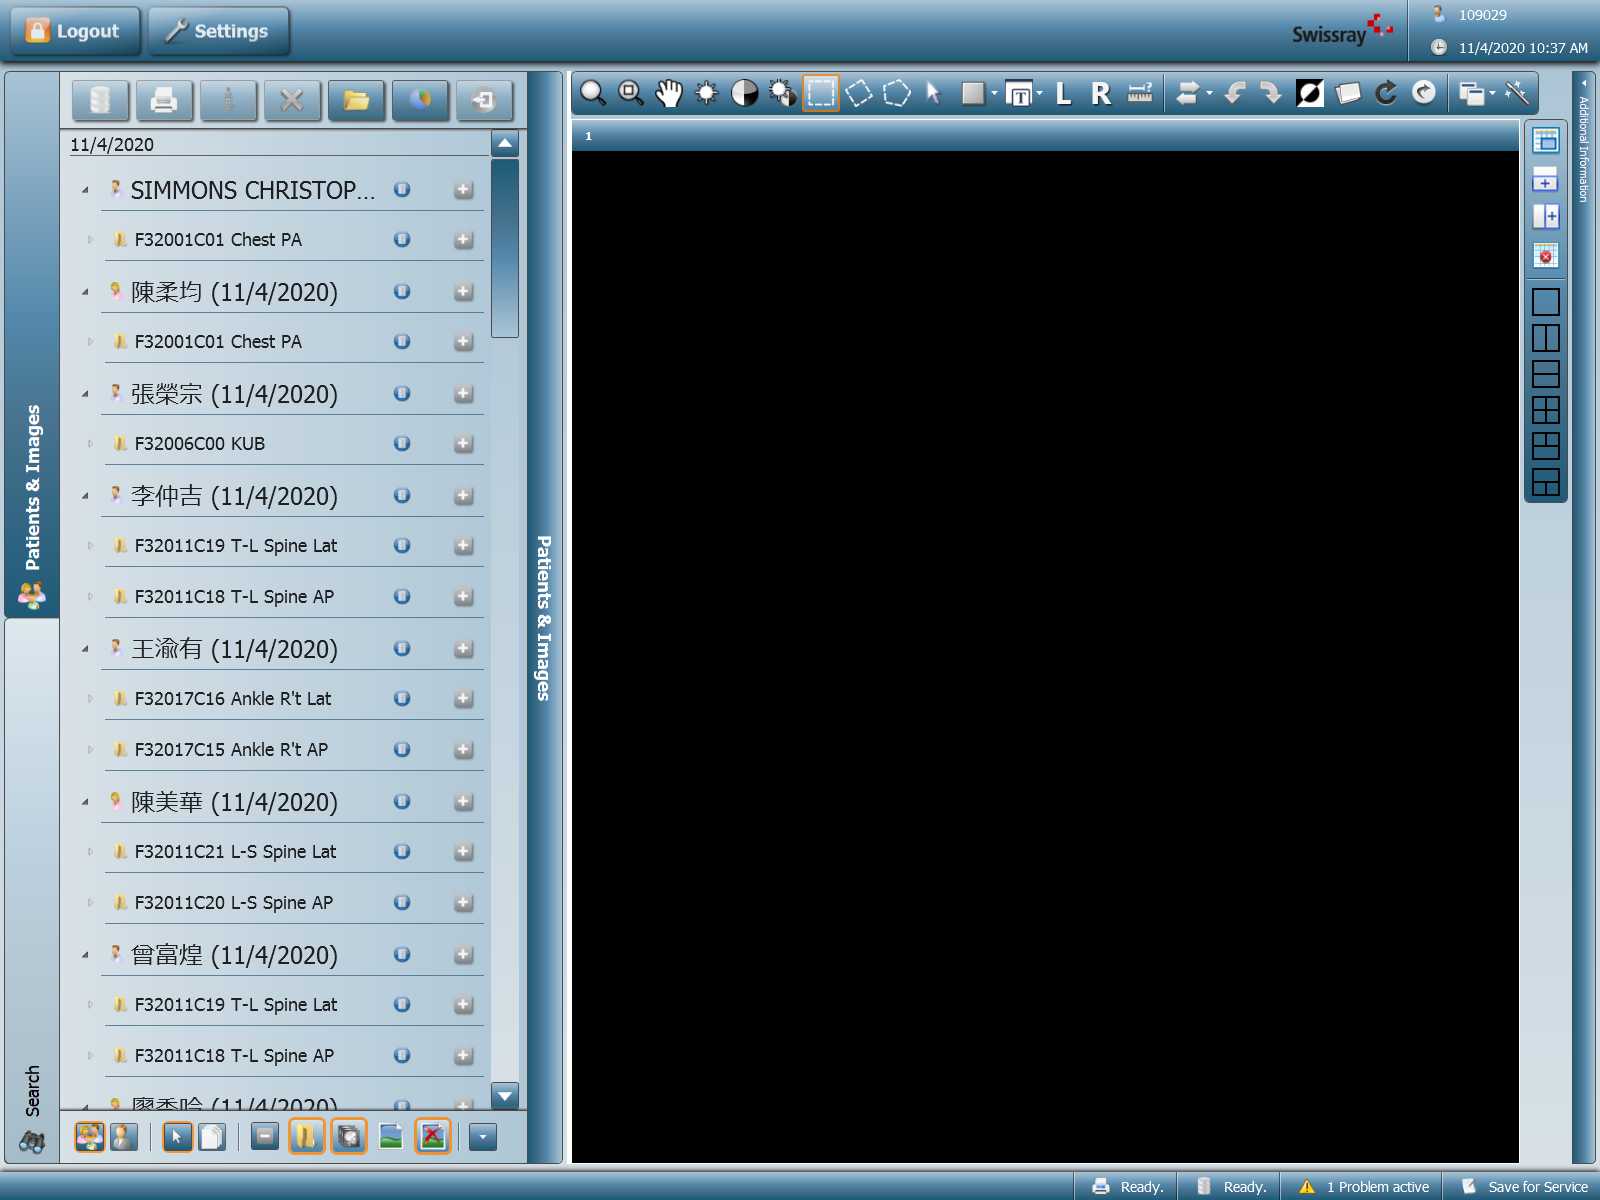 Logout
Settings
Swissray
109029
11/4/2020 10:37 AM
Patients & Images
Search
11/4/2020
SIMMONS CHRISTOP...
F32001C01 Chest PA
陳柔均 (11/4/2020)
F32001C01 Chest PA
張榮宗 (11/4/2020)
F32006C00 KUB
李仲吉 (11/4/2020)
F32011C19 T-L Spine Lat
F32011C18 T-L Spine AP
王渝有 (11/4/2020)
F32017C16 Ankle R't Lat
F32017C15 Ankle R't AP
陳美華 (11/4/2020)
F32011C21 L-S Spine Lat
F32011C20 L-S Spine AP
曾富煌 (11/4/2020)
F32011C19 T-L Spine Lat
F32011C18 T-L Spine AP
(11/4/2020)
Patients & Images
T
L
R
1
Additional Information
Ready.
Ready.
1 Problem active
Save for Service